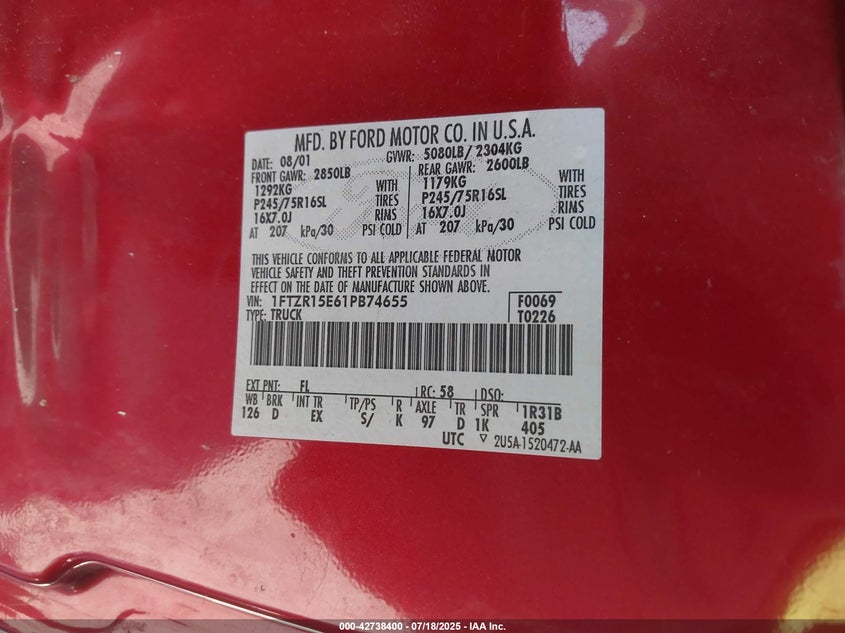 MFD. BY FORD MOTOR CO. IN U.S.A.
DATE: 08/01 GVWR: 5080LB/ 2304KG
FRONT GAWR: 2850LB REAR GAWR: 2600LB
1292KG WITH 1179KG WITH
P245/75R16SL TIRES P245/75R16SL TIRES
16X7.0J RIMS 16X7.0J RIMS
AT 207 kPa/30 PSI COLD AT 207 kPa/30 PSI COLD
THIS VEHICLE CONFORMS TO ALL APPLICABLE FEDERAL MOTOR
VEHICLE SAFETY AND THEFT PREVENTION STANDARDS IN
EFFECT ON THE DATE OF MANUFACTURE SHOWN ABOVE.
VIN: 1FTZR15E61PB74655 F0069
TYPE: TRUCK T0226
EXT PNT: FL RC: 58 DSO:
WB BRK INT TR TP/PS R AXLE TR SPR 1R31B
126 D EX S/ K 97 D 1K 405
UTC 2U5A-1520472-AA
000-42738400 - 07/18/2025 - IAA Inc.